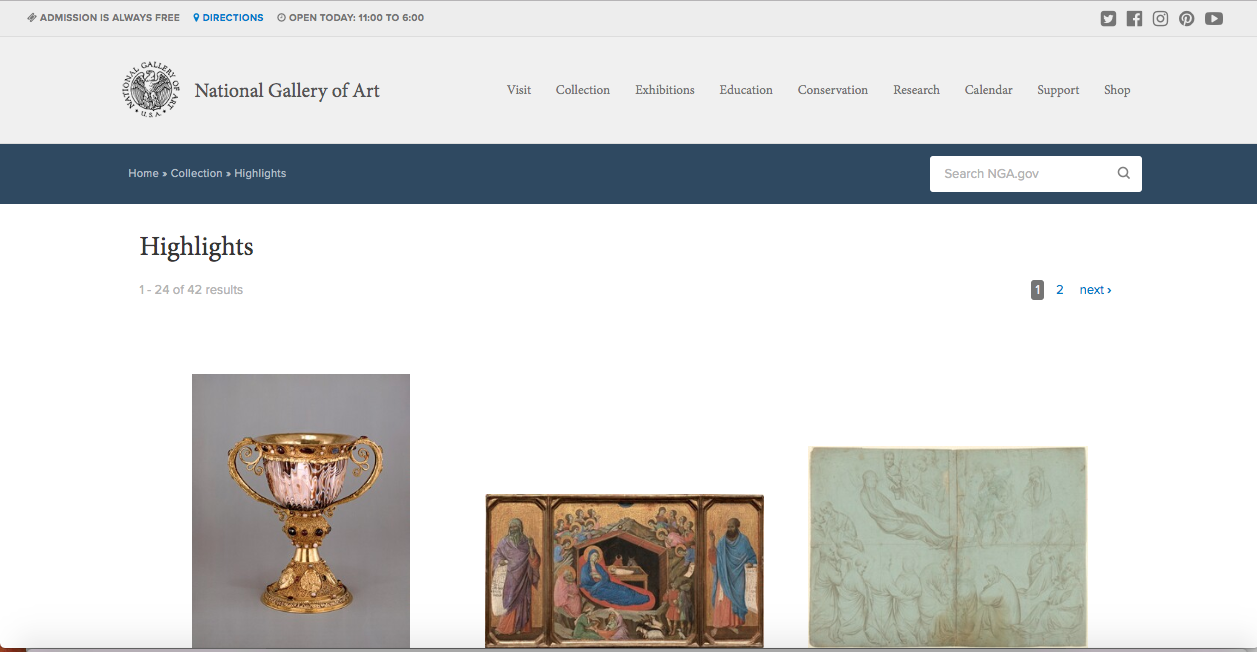 ADMISSION IS ALWAYS FREE DIRECTIONS OPEN TODAY: 11:00 TO 6:00
NATIONAL GALLERY OF ART • U.S.A. •
National Gallery of Art
Visit Collection Exhibitions Education Conservation Research Calendar Support Shop
Home » Collection » Highlights
Search NGA.gov
Highlights
1 - 24 of 42 results
1 2 next ›